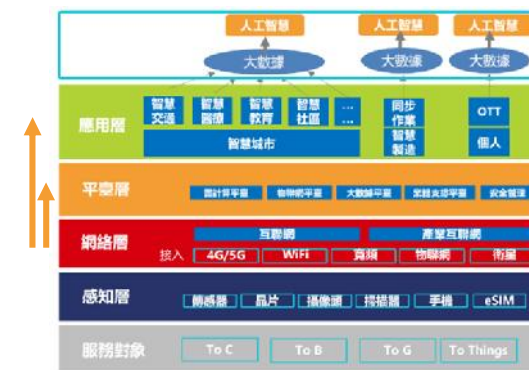 人工智慧 人工智慧 人工智慧
大數據 大數據 大數據
應用層
智慧交通 智慧醫療 智慧教育 智慧社區 ... ... 同步作業 OTT
智慧城市 智慧製造 個人
平臺層 雲計算平臺 物聯網平臺 大數據平臺 業務支撐平臺 安全管理
網絡層 互聯網 產業互聯網
接入 4G/5G WiFi 寬頻 物聯網 衛星
感知層 傳感器 晶片 攝像頭 掃描器 手機 eSIM
服務對象 To C To B To G To Things